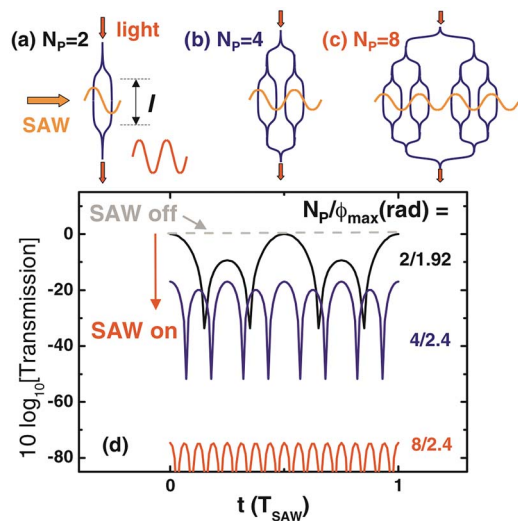 (a) N_P=2
light
(b) N_P=4
(c) N_P=8
SAW
l
SAW off
N_P/ϕ_max(rad) =
2/1.92
SAW on
4/2.4
8/2.4
(d)
10 log_10[Transmission]
0
-20
-40
-60
-80
0
1
t (T_SAW)